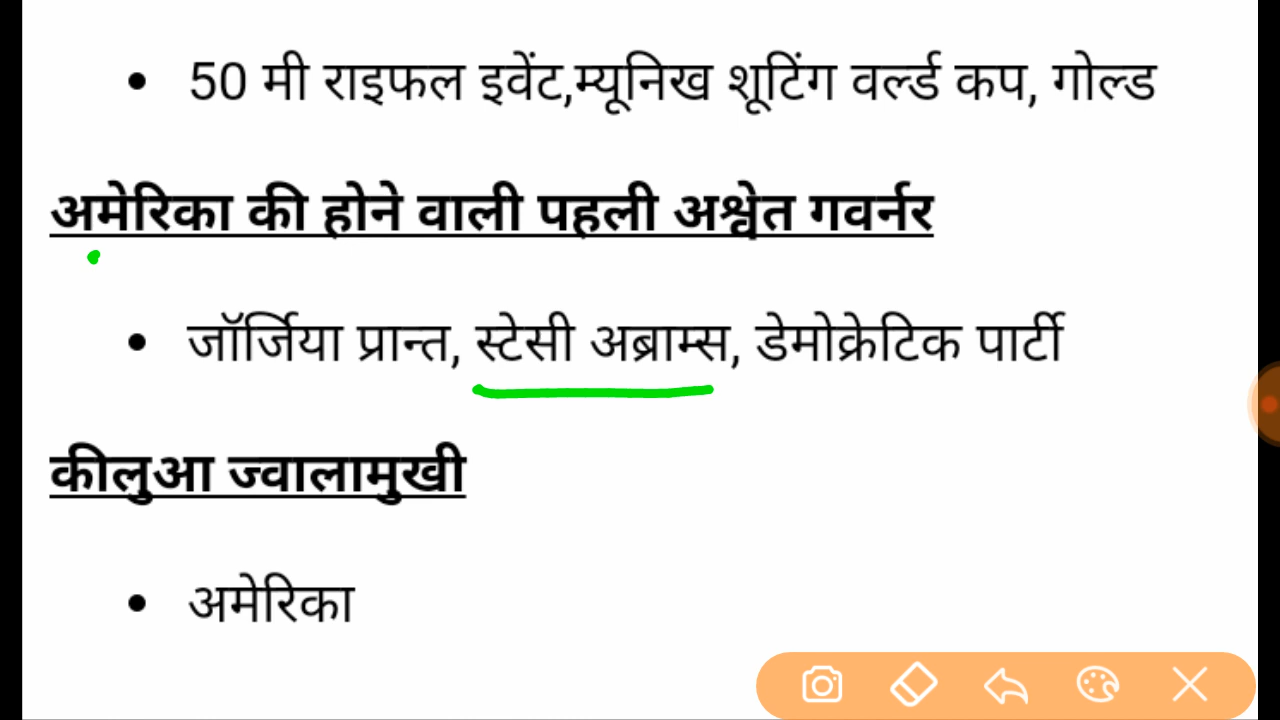 • 50 मी राइफल इवेंट,म्यूनिख शूटिंग वर्ल्ड कप, गोल्ड
अमेरिका की होने वाली पहली अश्वेत गवर्नर
• जॉर्जिया प्रान्त, स्टेसी अब्राम्स, डेमोक्रेटिक पार्टी
कीलुआ ज्वालामुखी
• अमेरिका